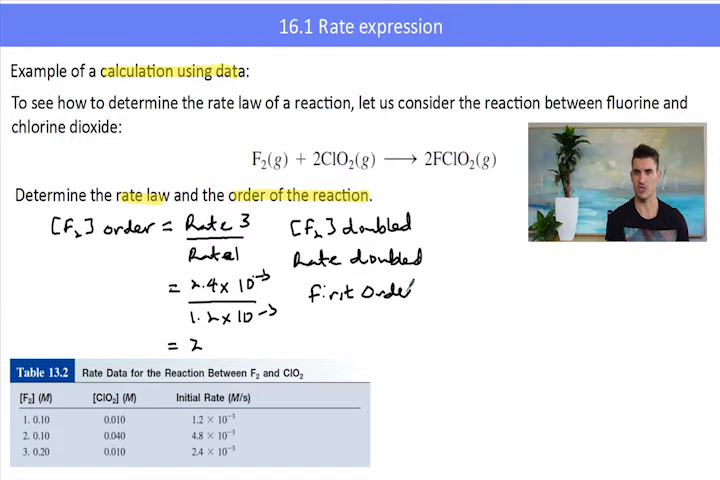 16.1 Rate expression
Example of a calculation using data:
To see how to determine the rate law of a reaction, let us consider the reaction between fluorine and
chlorine dioxide:
F₂(g) + 2ClO₂(g) ⟶ 2FClO₂(g)
Determine the rate law and the order of the reaction.
[F₂] order = Rate 3 / Rate 1
= 2.4 x 10⁻³ / 1.2 x 10⁻³
= 2
[F₂] doubled
Rate doubled
First Order
Table 13.2 Rate Data for the Reaction Between F₂ and ClO₂
[F₂] (M) [ClO₂] (M) Initial Rate (M/s)
1. 0.10 0.010 1.2 × 10⁻³
2. 0.10 0.040 4.8 × 10⁻³
3. 0.20 0.010 2.4 × 10⁻³